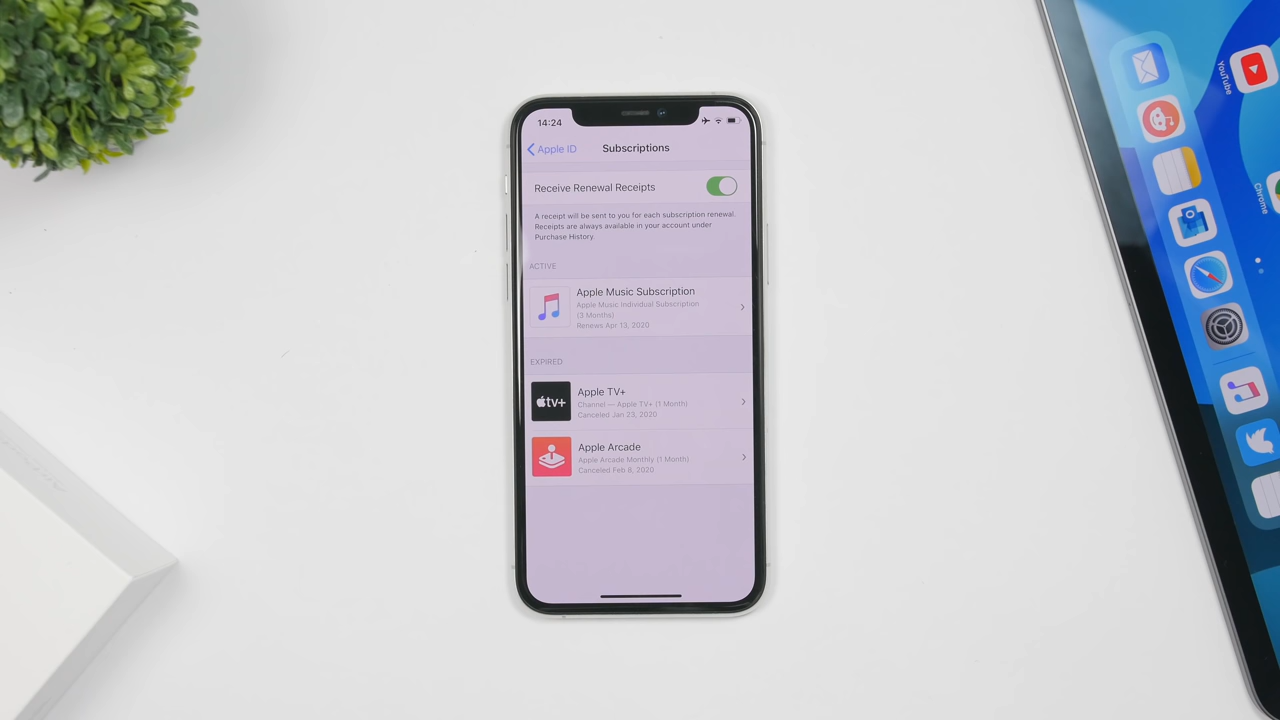 14:24
Apple ID
Subscriptions
Receive Renewal Receipts
A receipt will be sent to you for each subscription renewal.
Receipts are always available in your account under
Purchase History.
ACTIVE
Apple Music Subscription
Apple Music Individual Subscription
(3 Months)
Renews Apr 13, 2020
EXPIRED
tv+
Apple TV+
Channel — Apple TV+ (1 Month)
Canceled Jan 23, 2020
Apple Arcade
Apple Arcade Monthly (1 Month)
Canceled Feb 8, 2020
YouTube
Chrome